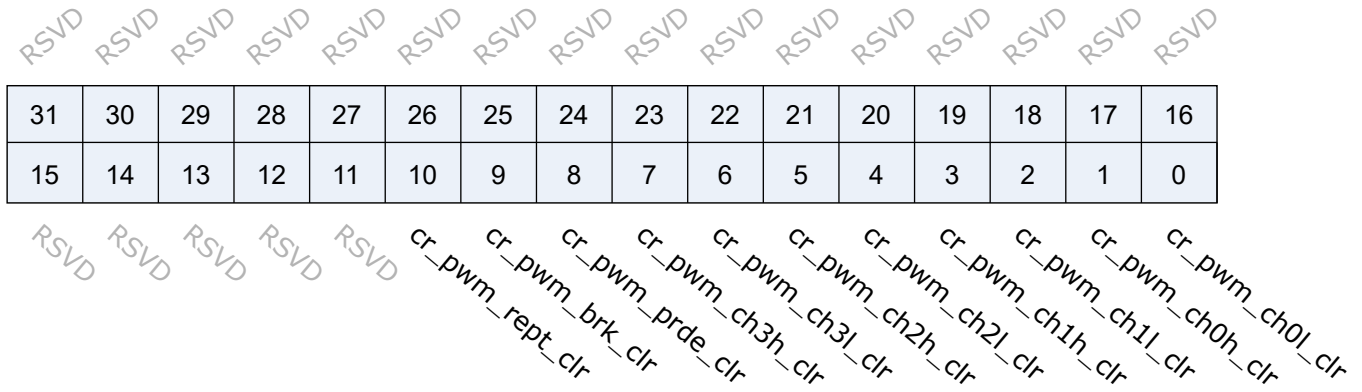 RSVD RSVD RSVD RSVD RSVD RSVD RSVD RSVD RSVD RSVD RSVD RSVD RSVD RSVD RSVD RSVD
31 30 29 28 27 26 25 24 23 22 21 20 19 18 17 16
15 14 13 12 11 10 9 8 7 6 5 4 3 2 1 0
RSVD RSVD RSVD RSVD RSVD cr_pwm_rept_clr cr_pwm_brk_clr cr_pwm_prde_clr cr_pwm_ch3h_clr cr_pwm_ch3l_clr cr_pwm_ch2h_clr cr_pwm_ch2l_clr cr_pwm_ch1h_clr cr_pwm_ch1l_clr cr_pwm_ch0h_clr cr_pwm_ch0l_clr